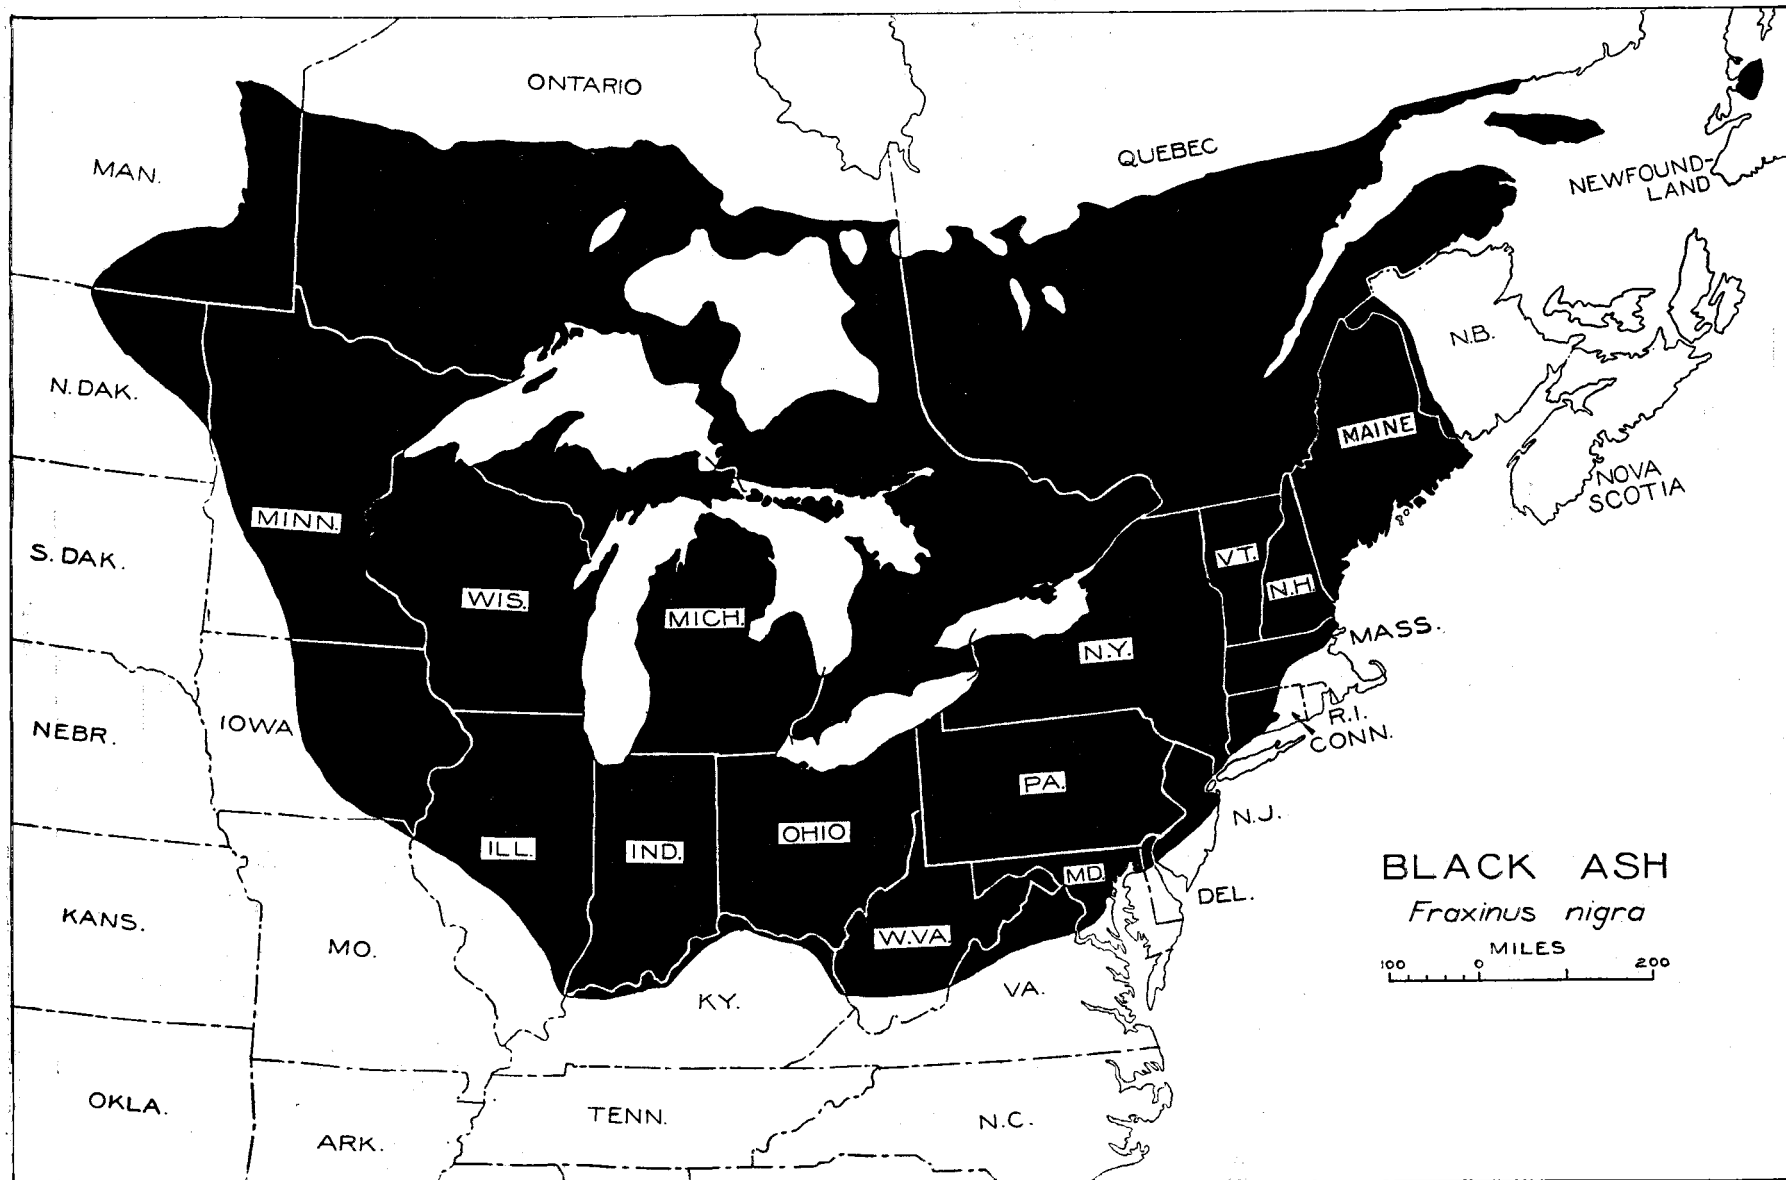 ONTARIO
QUEBEC
MAN.
NEWFOUND-
LAND
N.B.
N.DAK.
MAINE
NOVA
SCOTIA
MINN.
S. DAK.
VT.
WIS.
N.H
MICH.
N.Y.
MASS.
IOWA
R.I.
NEBR.
CONN.
PA.
N.J.
OHIO
ILL.
IND.
MD.
DEL.
BLACK ASH
Fraxinus nigra
MILES
100 0 200
KANS.
MO.
W.VA.
KY.
VA.
OKLA.
TENN.
N.C.
ARK.